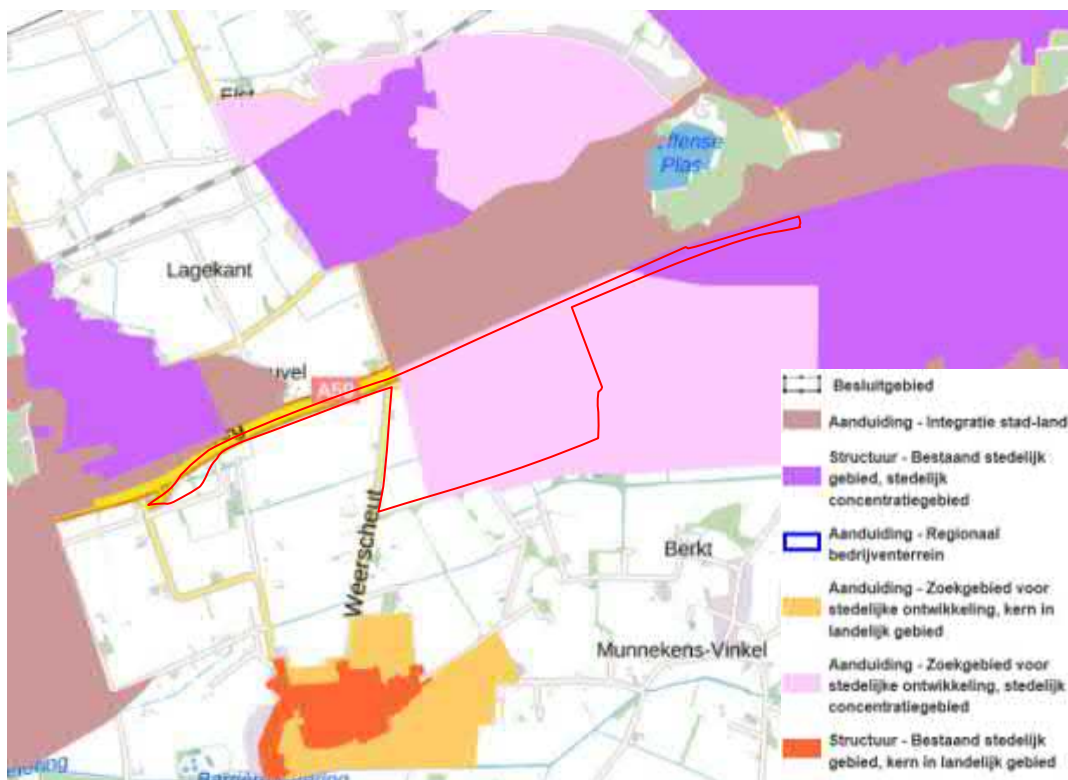 Plas
Lagekant
A59
Weerscheut
Berkt
Munnekens-Vinkel
Besluitgebied
Aanduiding - Integratie stad-land
Structuur - Bestaand stedelijk
gebied, stedelijk
concentratiegebied
Aanduiding - Regionaal
bedrijventerrein
Aanduiding - Zoekgebied voor
stedelijke ontwikkeling, kern in
landelijk gebied
Aanduiding - Zoekgebied voor
stedelijke ontwikkeling, stedelijk
concentratiegebied
Structuur - Bestaand stedelijk
gebied, kern in landelijk gebied